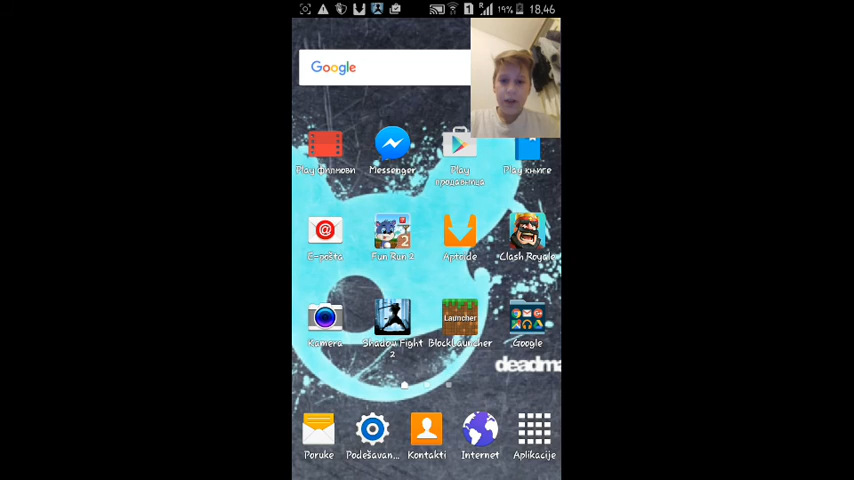 1 R 19% 18.46
Google
Play филмови Messenger Play продавница Play књиге
E-pošta Fun Run 2 Aptoide Clash Royale
Launcher
Kamera Shadow Fight 2 BlockLauncher Google
deadma
Poruke Podešavan... Kontakti Internet Aplikacije